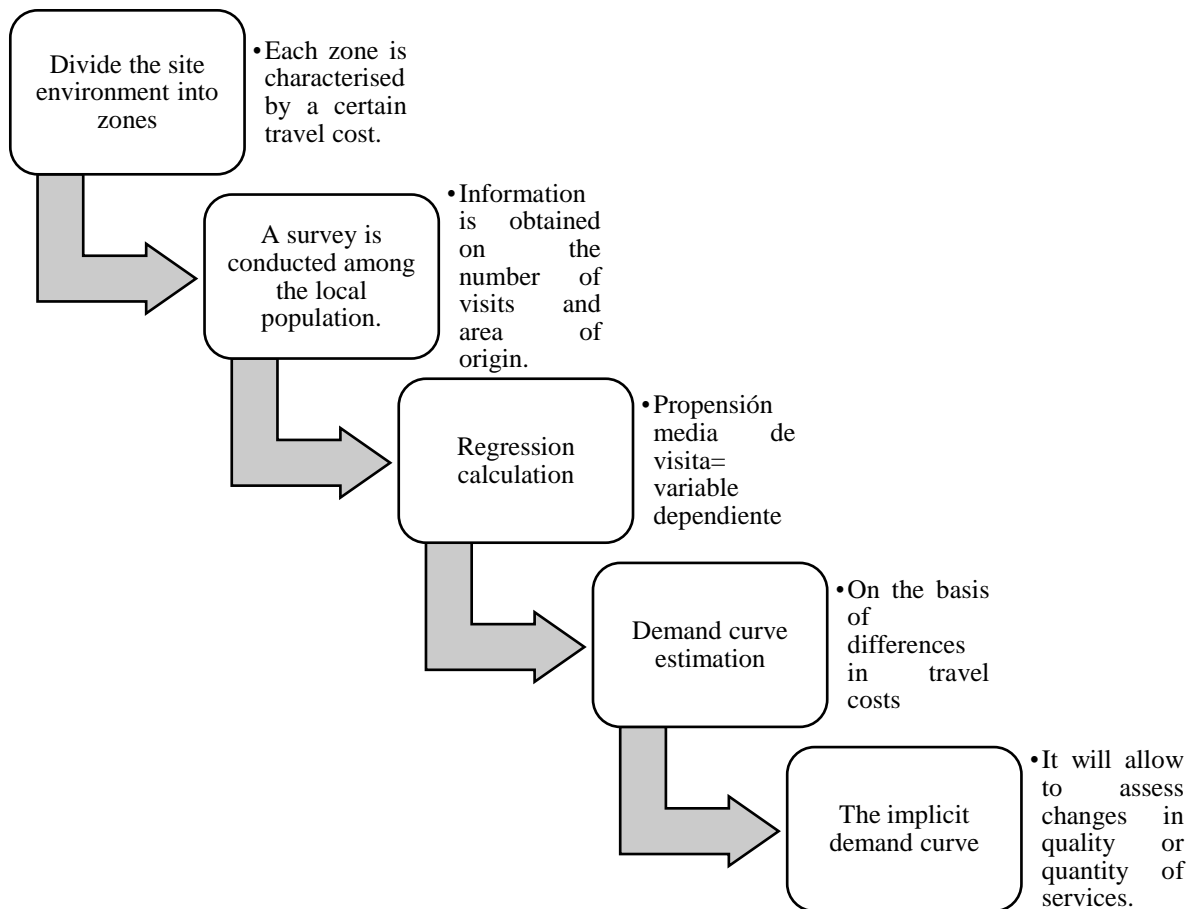 Divide the site
environment into
zones
•Each zone is
characterised
by a certain
travel cost.
A survey is
conducted among
the local
population.
•Information
is obtained
on the
number of
visits and
area of
origin.
Regression
calculation
•Propensión
media de
visita=
variable
dependiente
Demand curve
estimation
•On the basis
of
differences
in travel
costs
The implicit
demand curve
•It will allow
to assess
changes in
quality or
quantity of
services.